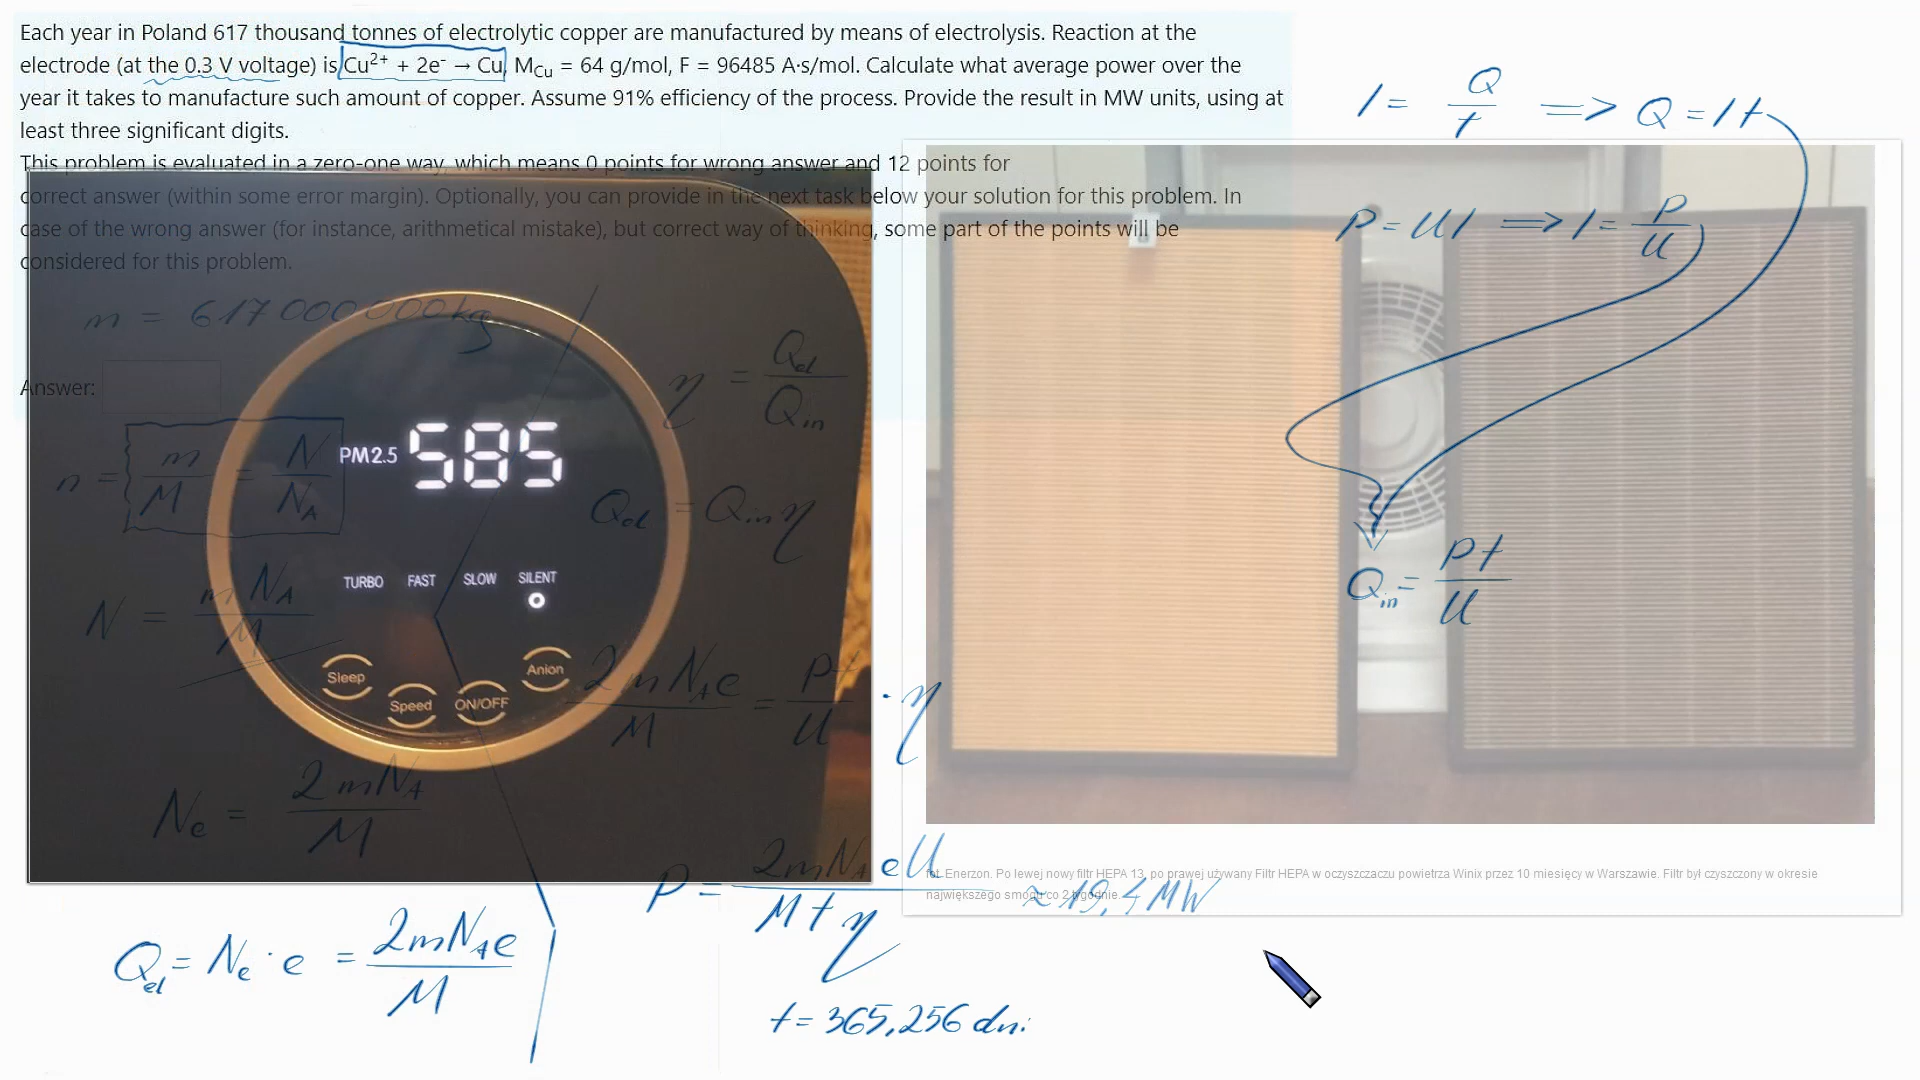 Each year in Poland 617 thousand tonnes of electrolytic copper are manufactured by means of electrolysis. Reaction at the
electrode (at the 0.3 V voltage) is Cu²⁺ + 2e⁻ → Cu, M_Cu = 64 g/mol, F = 96485 A·s/mol. Calculate what average power over the
year it takes to manufacture such amount of copper. Assume 91% efficiency of the process. Provide the result in MW units, using at
least three significant digits.
This problem is evaluated in a zero-one way, which means 0 points for wrong answer and 12 points for
correct answer (within some error margin). Optionally, you can provide in the next task below your solution for this problem. In
case of the wrong answer (for instance, arithmetical mistake), but correct way of thinking, some part of the points will be
considered for this problem.
m = 617 000 000 kg
Answer:
n = m/M = N/N_A
N = m N_A / M
N_e = 2mN_A / M
Q_el = N_e · e = 2mN_A e / M
η = Q_el / Q_in
Q_el = Q_in η
2mN_A e / M = Pt / U · η
P = 2mN_A eU / Mtη ≈ 19,4 MW
t = 365,256 dni
I = Q/t => Q = It
P = UI => I = P/U
Q_in = Pt / U
PM2.5 585
TURBO FAST SLOW SILENT
Sleep Speed ON/OFF Anion
fot. Enerzon. Po lewej nowy filtr HEPA 13, po prawej używany Filtr HEPA w oczyszczaczu powietrza Winix przez 10 miesięcy w Warszawie. Filtr był czyszczony w okresie
największego smogu co 2 tygodnie.